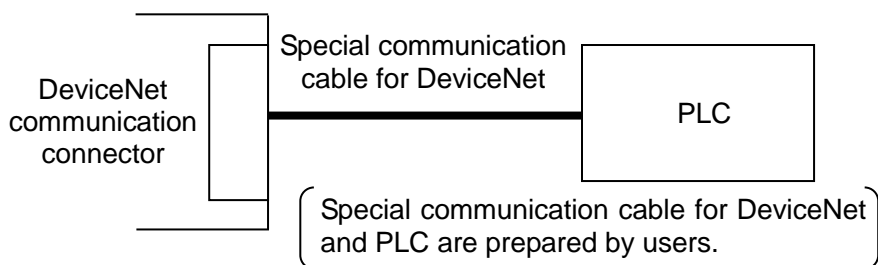 Special communication
cable for DeviceNet
DeviceNet
communication
connector
PLC
Special communication cable for DeviceNet
and PLC are prepared by users.